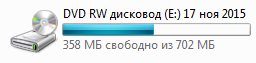 DVD RW дисковод (E:) 17 ноя 2015
358 МБ свободно из 702 МБ